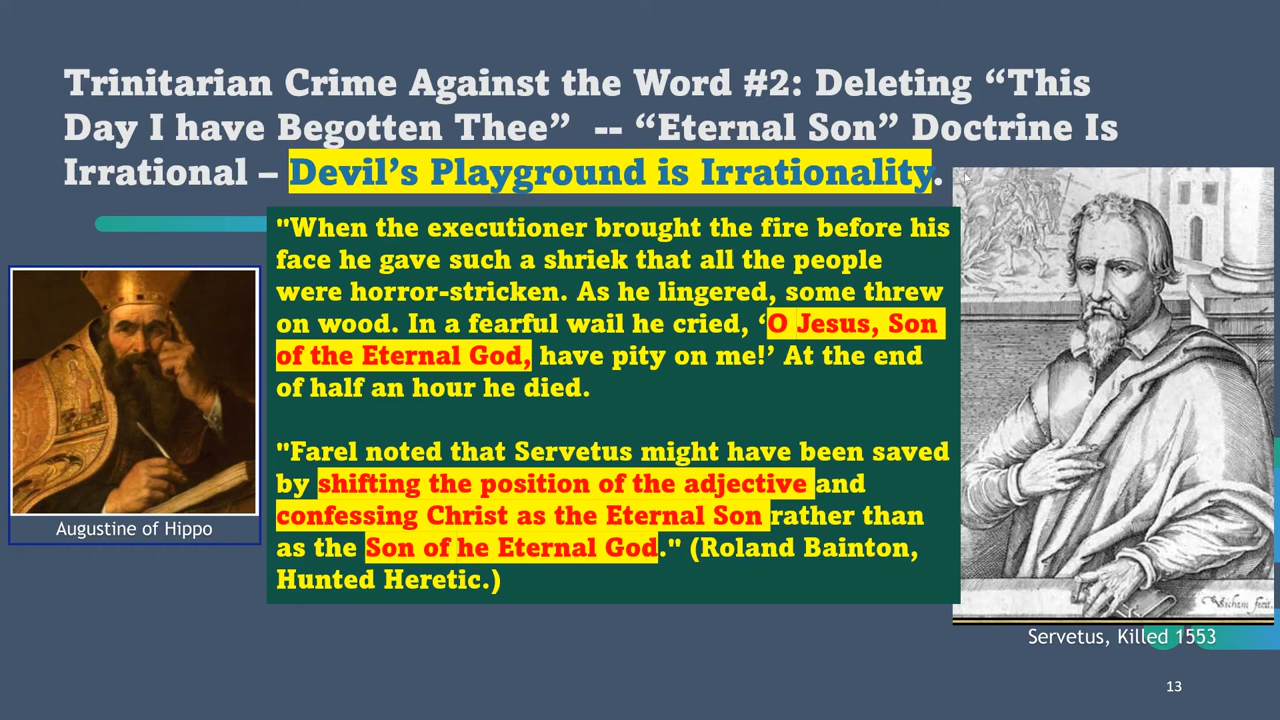 Trinitarian Crime Against the Word #2: Deleting “This
Day I have Begotten Thee” -- “Eternal Son” Doctrine Is
Irrational – Devil’s Playground is Irrationality.
"When the executioner brought the fire before his
face he gave such a shriek that all the people
were horror-stricken. As he lingered, some threw
on wood. In a fearful wail he cried, ‘O Jesus, Son
of the Eternal God, have pity on me!’ At the end
of half an hour he died.
"Farel noted that Servetus might have been saved
by shifting the position of the adjective and
confessing Christ as the Eternal Son rather than
as the Son of he Eternal God." (Roland Bainton,
Hunted Heretic.)
Augustine of Hippo
fecit.
Servetus, Killed 1553
13